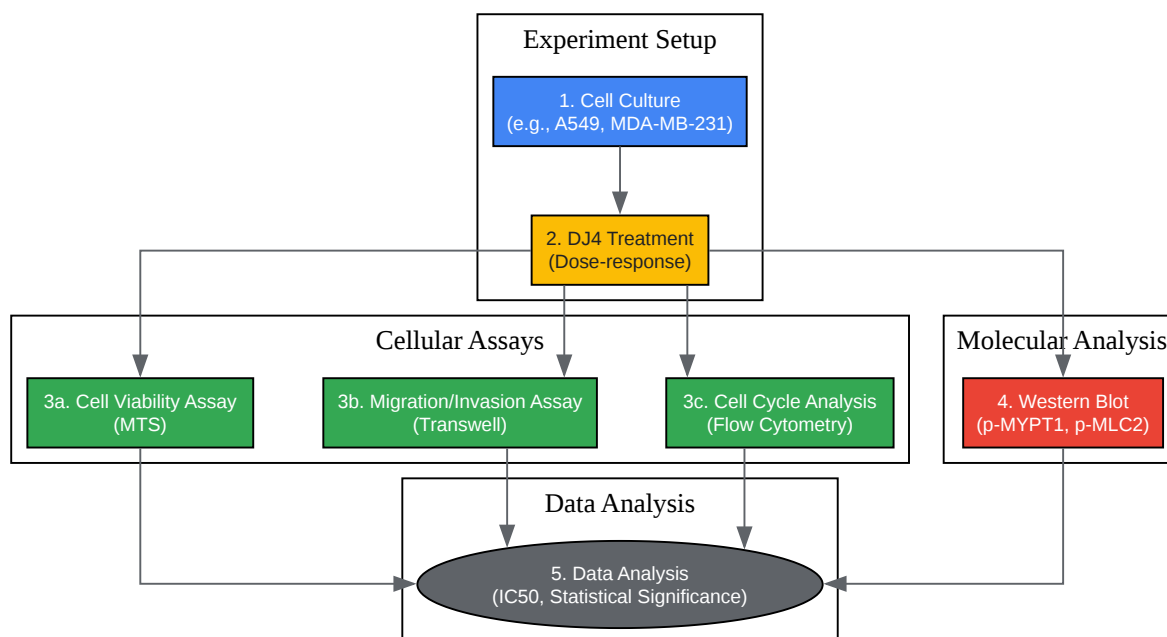 Experiment Setup
1. Cell Culture
(e.g., A549, MDA-MB-231)
2. DJ4 Treatment
(Dose-response)
Cellular Assays
Molecular Analysis
3a. Cell Viability Assay
(MTS)
3b. Migration/Invasion Assay
(Transwell)
3c. Cell Cycle Analysis
(Flow Cytometry)
4. Western Blot
(p-MYPT1, p-MLC2)
Data Analysis
5. Data Analysis
(IC50, Statistical Significance)